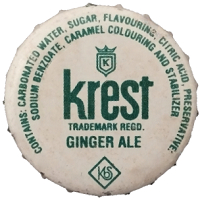 CONTAINS: CARBONATED WATER, SUGAR, FLAVOURING: CITRIC ACID, PRESERVATIVE:
SODIUM BENZOATE, CARAMEL COLOURING AND STABILIZER
K
krest
TRADEMARK REGD.
GINGER ALE